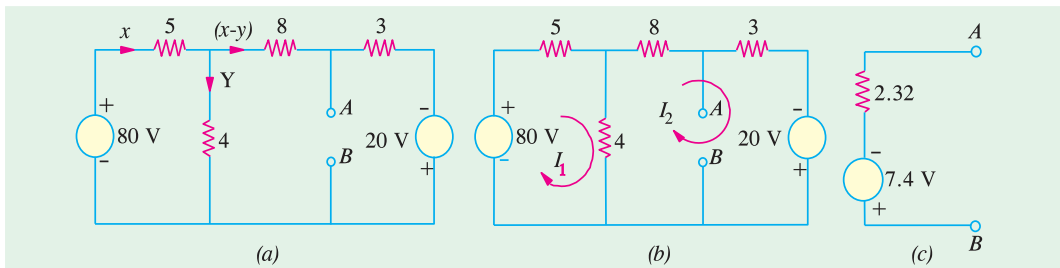 x 5 (x-y) 8 3
Y
+ 80 V -
4
A
B
- 20 V +
(a)
5 8 3
+ 80 V -
I1
4
I2
A
B
- 20 V +
(b)
A
2.32
- 7.4 V +
B
(c)